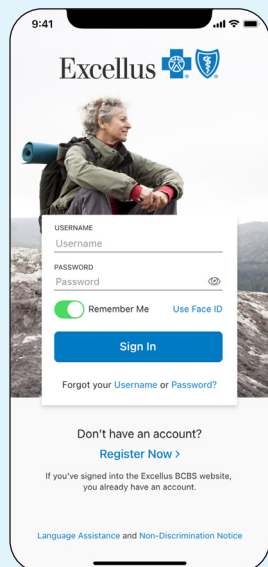 9:41
Excellus
USERNAME
Username
PASSWORD
Password
Remember Me Use Face ID
Sign In
Forgot your Username or Password?
Don't have an account?
Register Now >
If you've signed into the Excellus BCBS website,
you already have an account.
Language Assistance and Non-Discrimination Notice